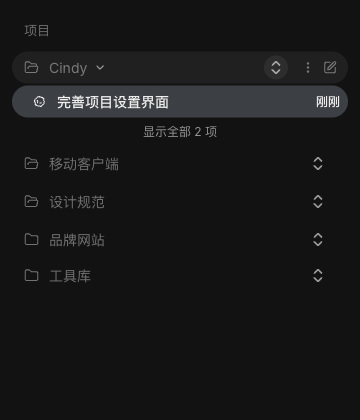 项目
Cindy
完善项目设置界面 刚刚
显示全部 2 项
移动客户端
设计规范
品牌网站
工具库